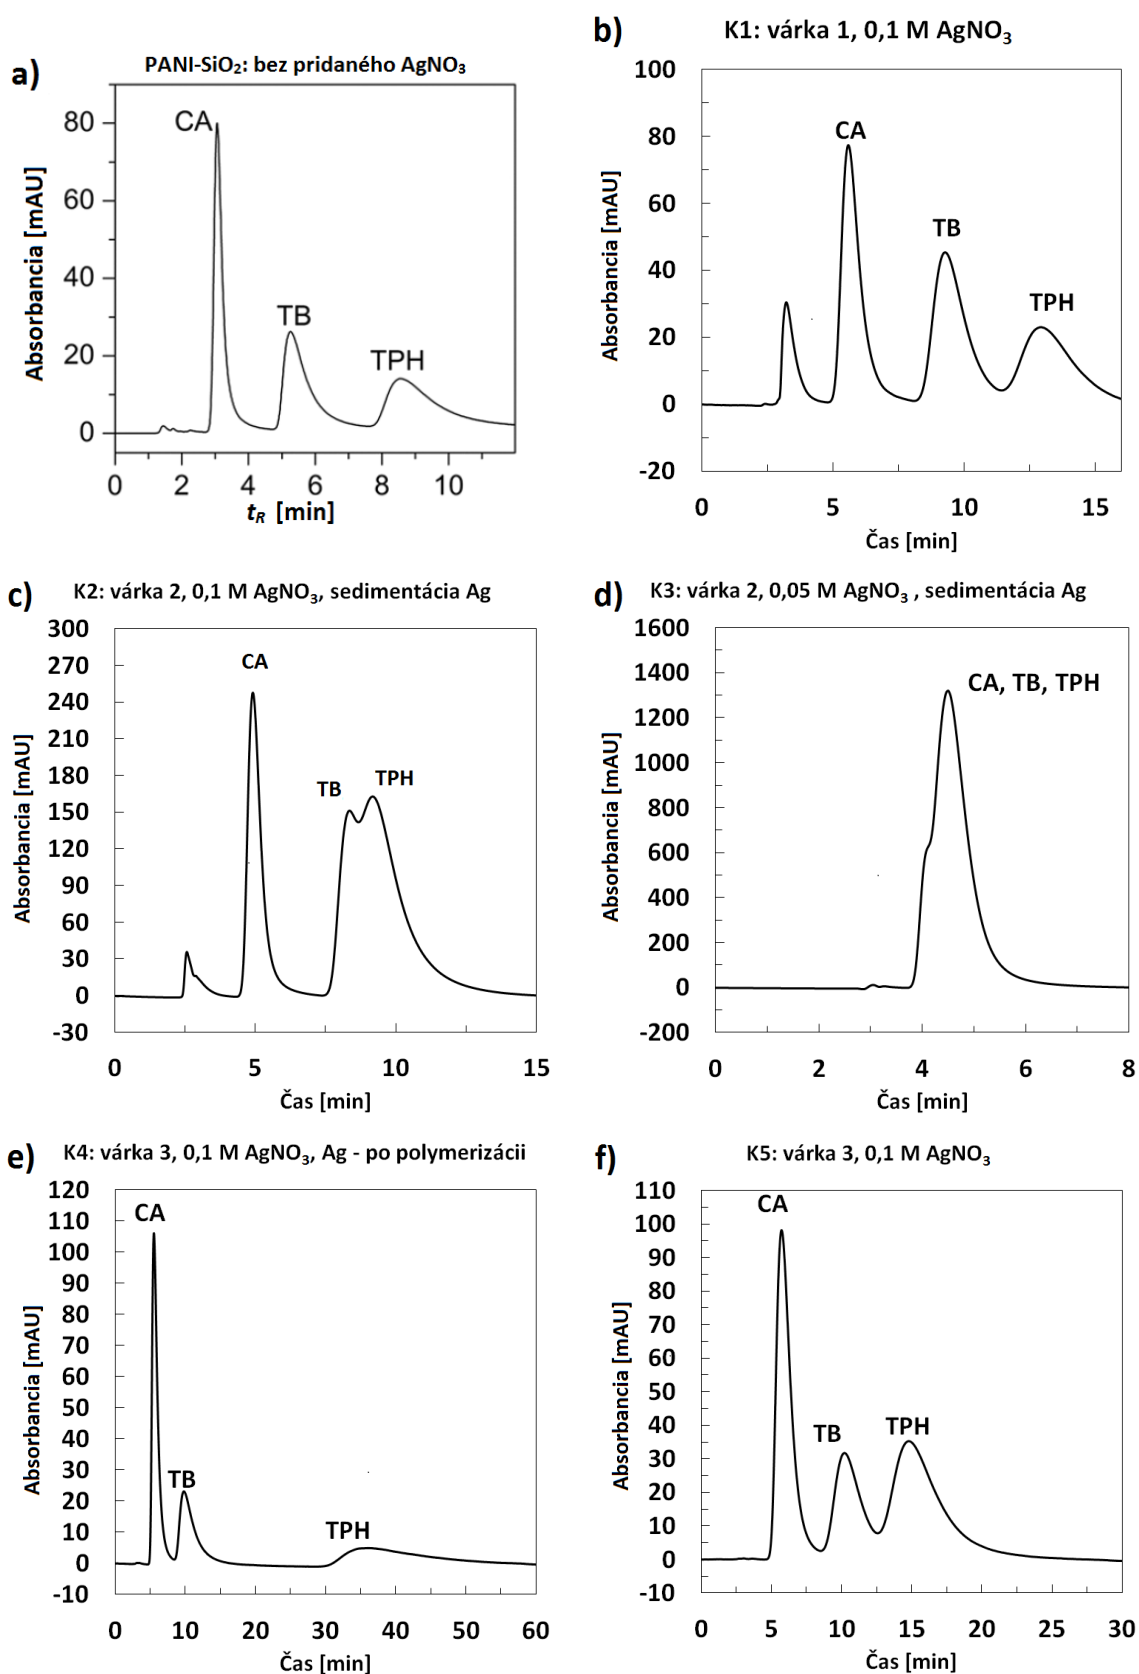 a)
PANI-SiO₂: bez pridaného AgNO₃
Absorbancia [mAU]
80
60
40
20
0
CA
TB
TPH
0 2 4 6 8 10
tR [min]
b)
K1: várka 1, 0,1 M AgNO₃
Absorbancia [mAU]
100
80
60
40
20
0
-20
CA
TB
TPH
0 5 10 15
Čas [min]
c)
K2: várka 2, 0,1 M AgNO₃, sedimentácia Ag
Absorbancia [mAU]
300
270
240
210
180
150
120
90
60
30
0
-30
CA
TB
TPH
0 5 10 15
Čas [min]
d)
K3: várka 2, 0,05 M AgNO₃ , sedimentácia Ag
Absorbancia [mAU]
1600
1400
1200
1000
800
600
400
200
0
-200
CA, TB, TPH
0 2 4 6 8
Čas [min]
e)
K4: várka 3, 0,1 M AgNO₃, Ag - po polymerizácii
Absorbancia [mAU]
120
110
100
90
80
70
60
50
40
30
20
10
0
-10
CA
TB
TPH
0 10 20 30 40 50 60
Čas [min]
f)
K5: várka 3, 0,1 M AgNO₃
Absorbancia [mAU]
110
100
90
80
70
60
50
40
30
20
10
0
-10
CA
TB
TPH
0 5 10 15 20 25 30
Čas [min]